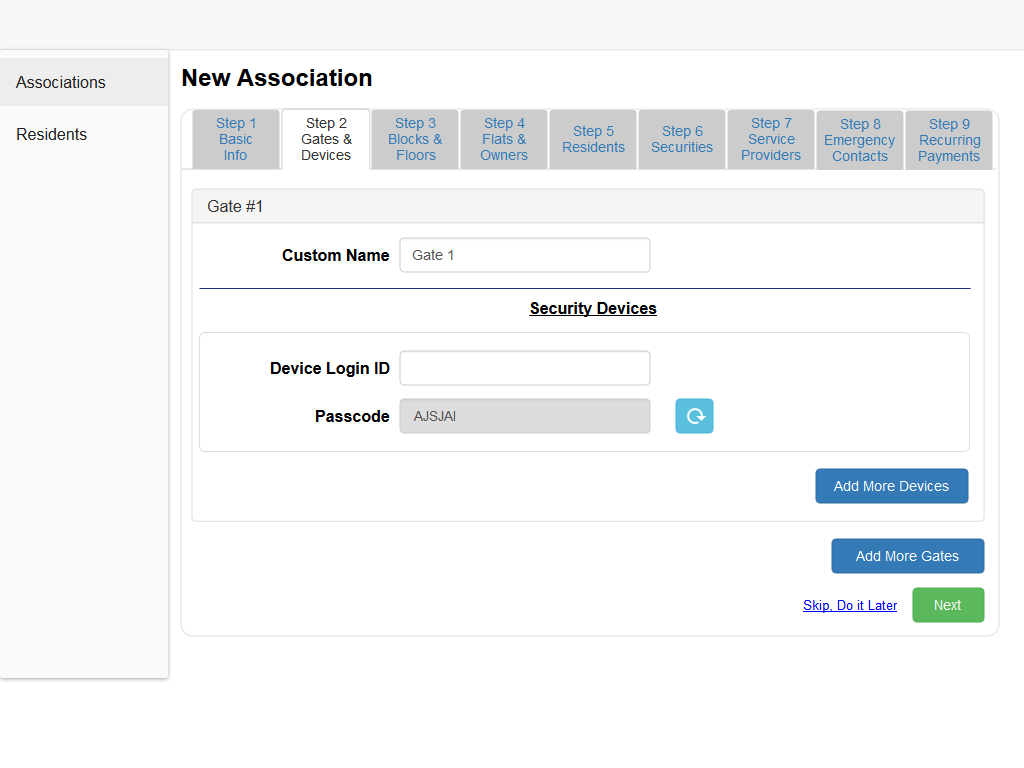 Associations
Residents
New Association
Step 1
Basic
Info
Step 2
Gates &
Devices
Step 3
Blocks &
Floors
Step 4
Flats &
Owners
Step 5
Residents
Step 6
Securities
Step 7
Service
Providers
Step 8
Emergency
Contacts
Step 9
Recurring
Payments
Gate #1
Custom Name Gate 1
Security Devices
Device Login ID
Passcode AJSJAI
Add More Devices
Add More Gates
Skip, Do it Later Next